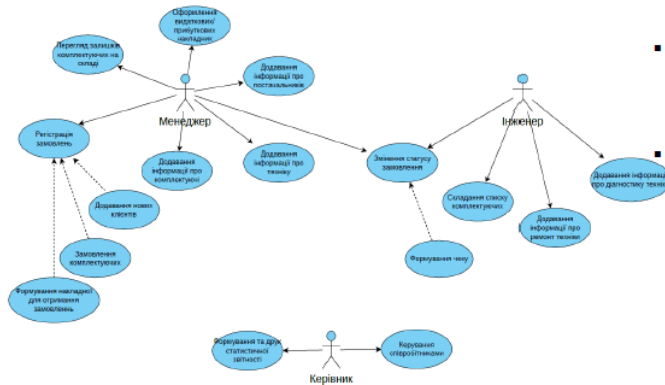 Оформлення
видаткових/
прибуткових
накладних
Перегляд залишків
комплектуючих на
складі
Додавання
інформації про
постачальників
Менеджер
Інженер
Реєстрація
замовлень
Додавання
інформації про
комплектуючі
Додавання
інформації про
техніку
Змінення статусу
замовлення
Додавання інформації
про діагностику техніки
Складання списку
комплектуючих
Додавання
інформації про
ремонт техніки
Додавання нових
клієнтів
Замовлення
комплектуючих
Формування чеку
Формування накладної
для отримання
замовленнь
Формування та друк
статистичної
звітності
Керування
співробітниками
Керівник